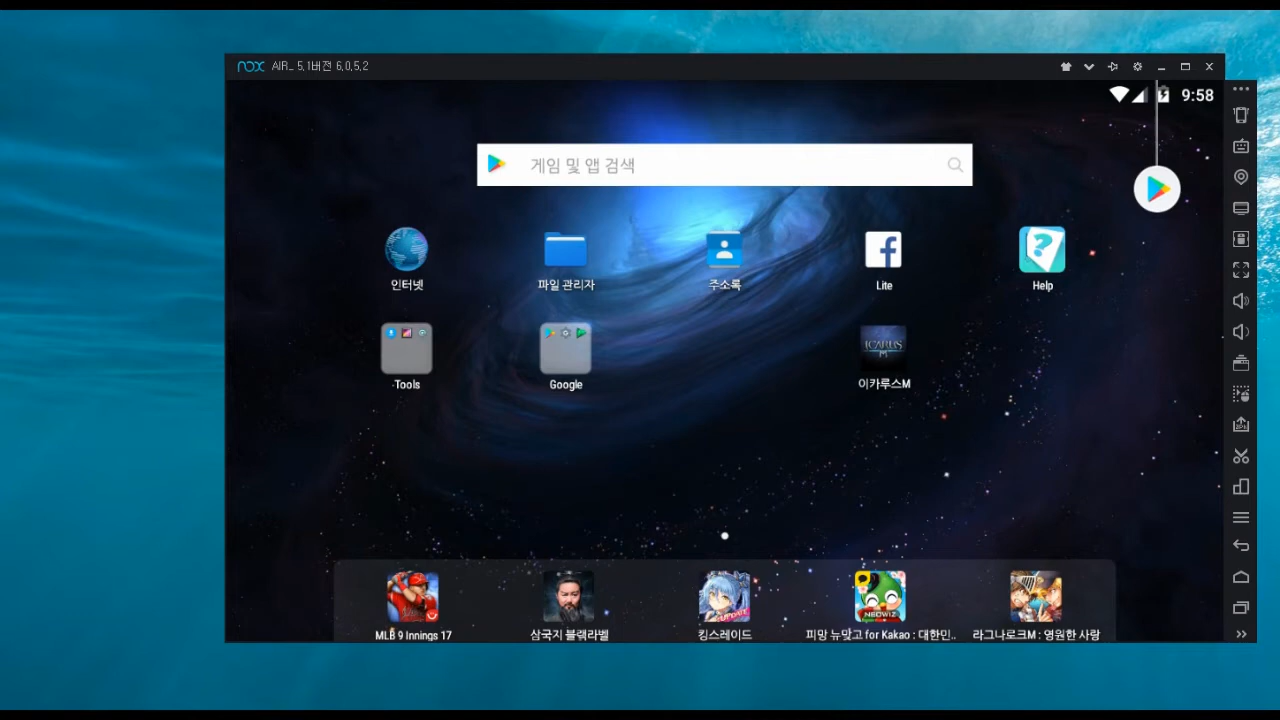 nox AIR_ 5,1버전 6,0,5,2
9:58
게임 및 앱 검색
인터넷
파일 관리자
주소록
Lite
Help
Tools
Google
ICARUS
M
이카루스M
NEOWIZ
MLB 9 Innings 17
삼국지 블랙라벨
킹스레이드
피망 뉴맞고 for Kakao : 대한민..
라그나로크M : 영원한 사랑